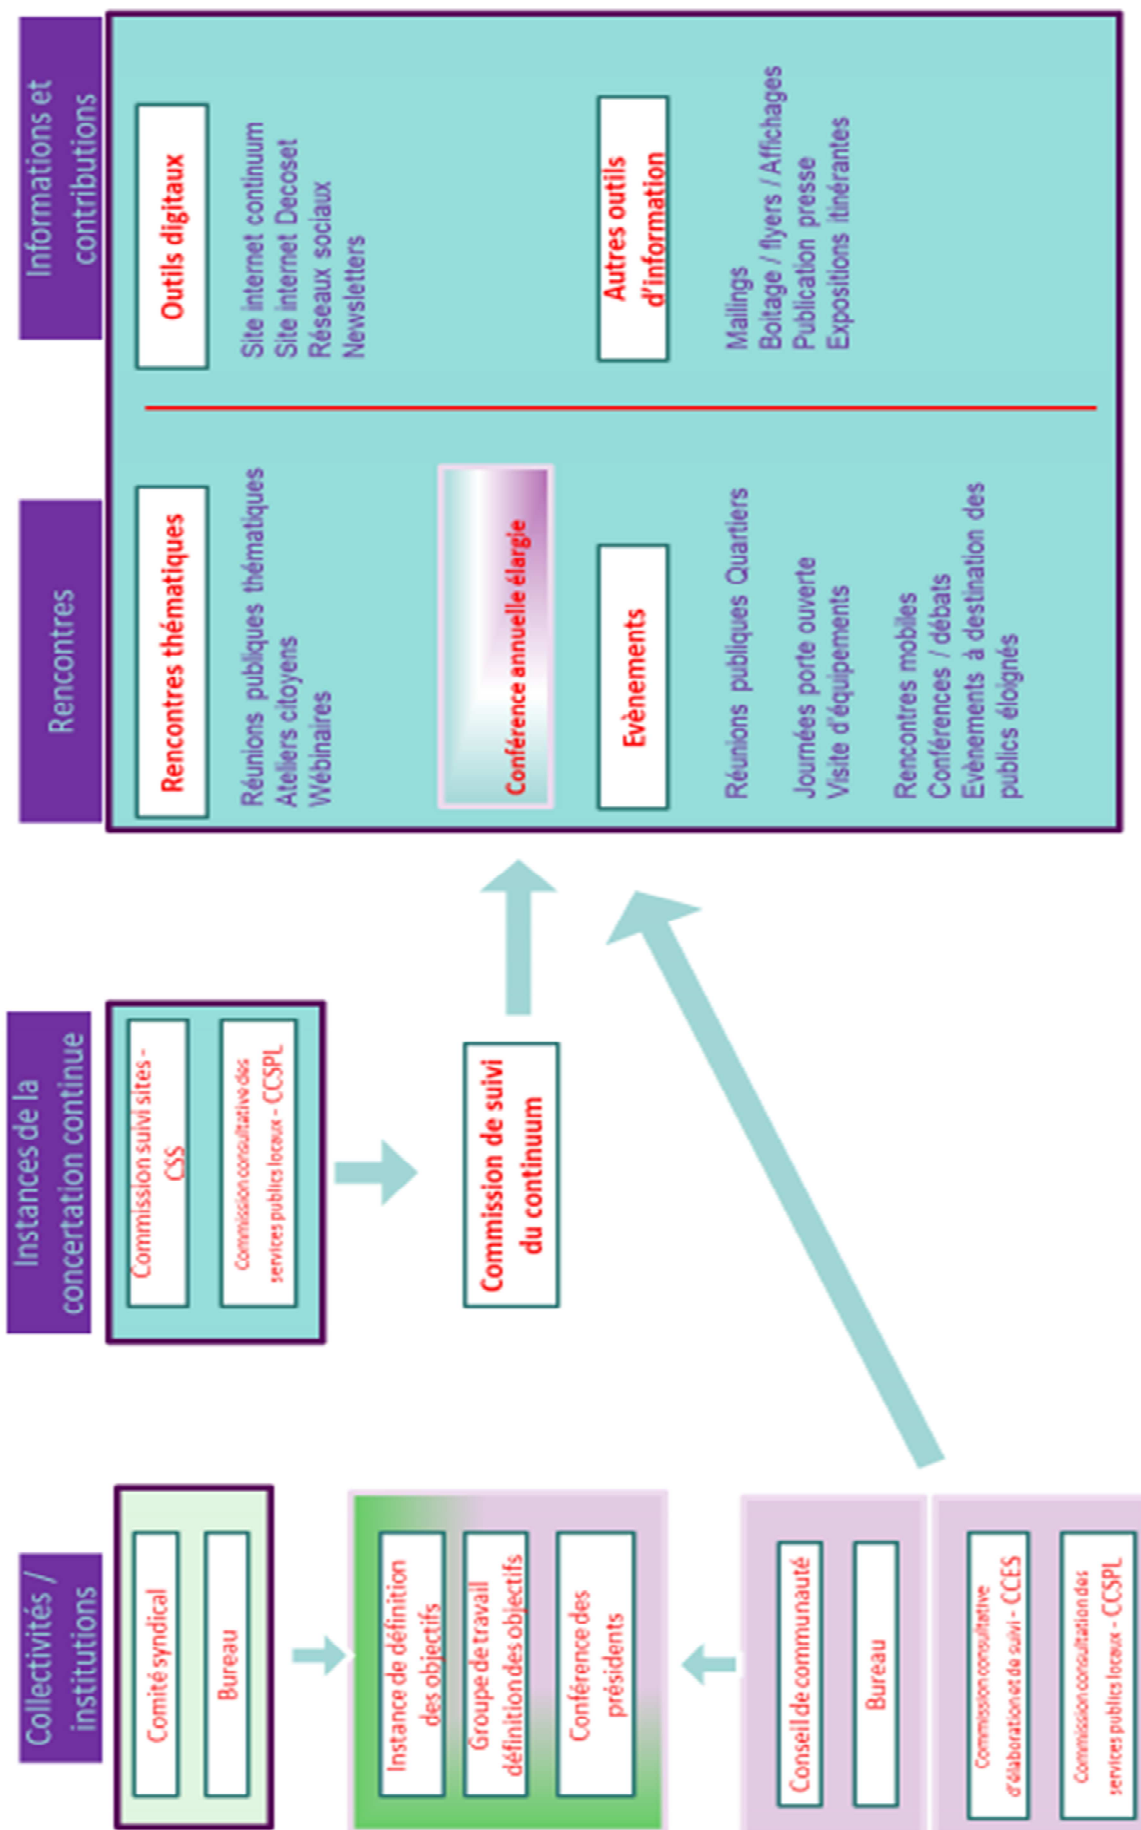 Collectivités /
institutions
Comité syndical
Bureau
Instance de définition
des objectifs
Groupe de travail
définition des objectifs
Conférence des
présidents
Conseil de communauté
Bureau
Commission consultative
d'élaboration et de suivi - CCES
Commission consultation des
services publics locaux - CCSPL
Instances de la
concertation continue
Commission suivi sites -
CSS
Commission consultative des
services publics locaux - CCSPL
Commission de suivi
du continuum
Rencontres
Rencontres thématiques
Réunions publiques thématiques
Ateliers citoyens
Wébinaires
Conférence annuelle élargie
Evènements
Réunions publiques Quartiers
Journées porte ouverte
Visite d'équipements
Rencontres mobiles
Conférences / débats
Evènements à destination des
publics éloignés
Informations et
contributions
Outils digitaux
Site internet continuum
Site internet Decoset
Réseaux sociaux
Newsletters
Autres outils
d'information
Mailings
Boitage / flyers / Affichages
Publication presse
Expositions itinérantes